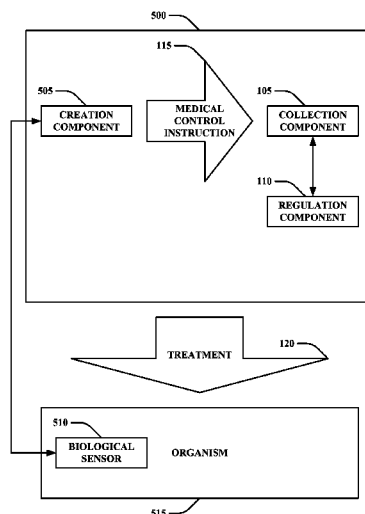 500
115
505
105
CREATION
COMPONENT
MEDICAL
CONTROL
INSTRUCTION
COLLECTION
COMPONENT
110
REGULATION
COMPONENT
TREATMENT
120
510
BIOLOGICAL
SENSOR
ORGANISM
515